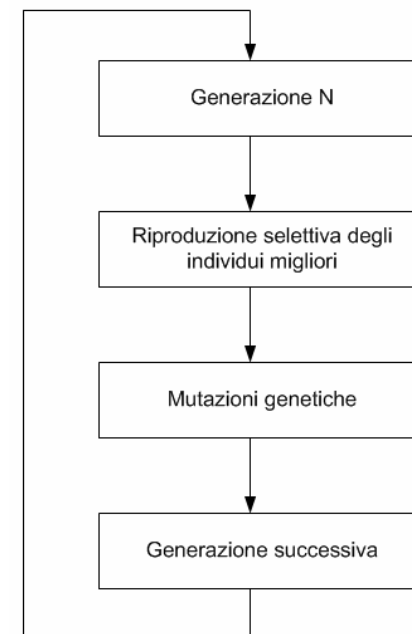 Generazione N
Riproduzione selettiva degli
individui migliori
Mutazioni genetiche
Generazione successiva